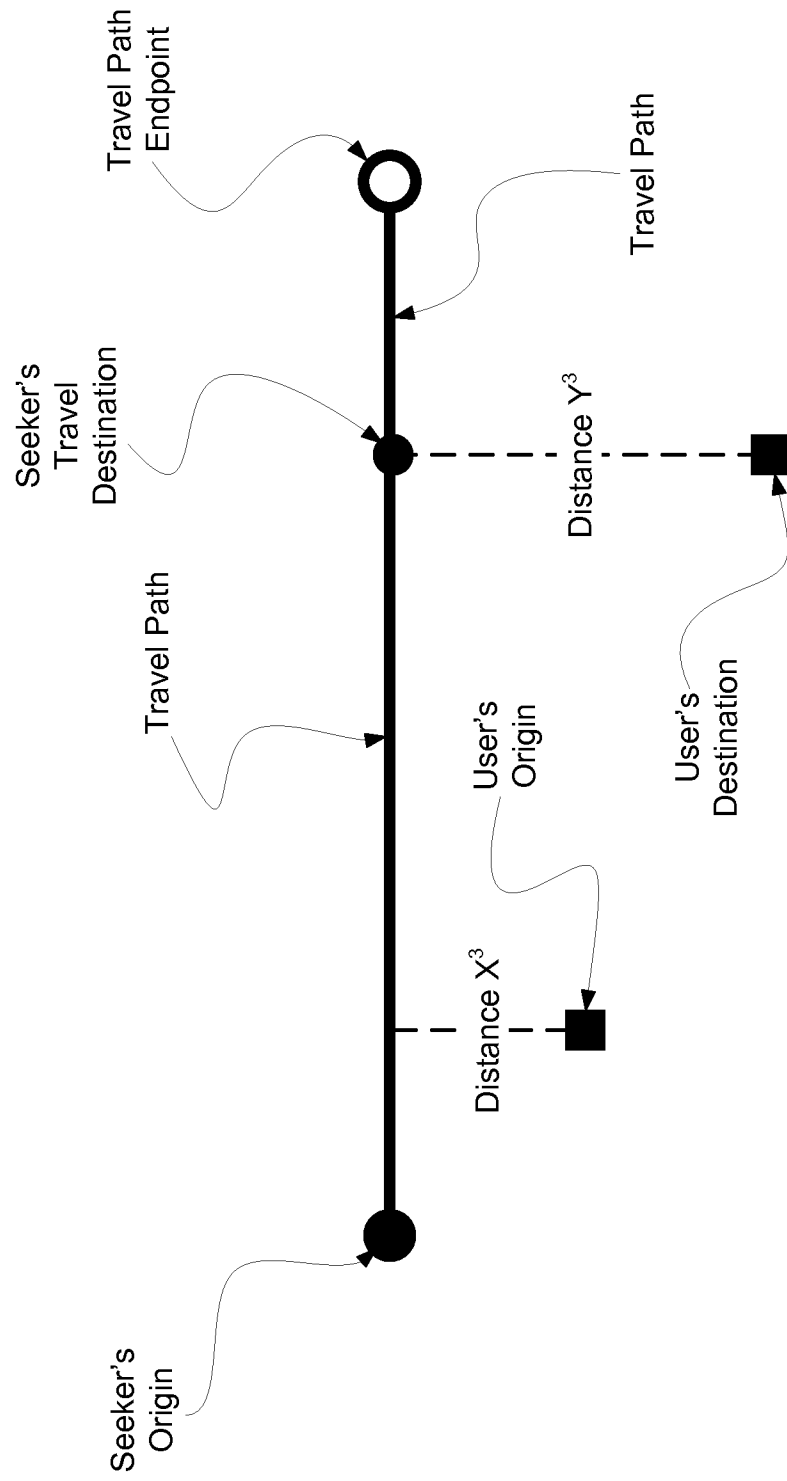 Seeker's
Origin
Travel Path
Seeker's
Travel
Destination
Travel Path
Endpoint
Distance X³
User's
Origin
Distance Y³
User's
Destination
Travel Path